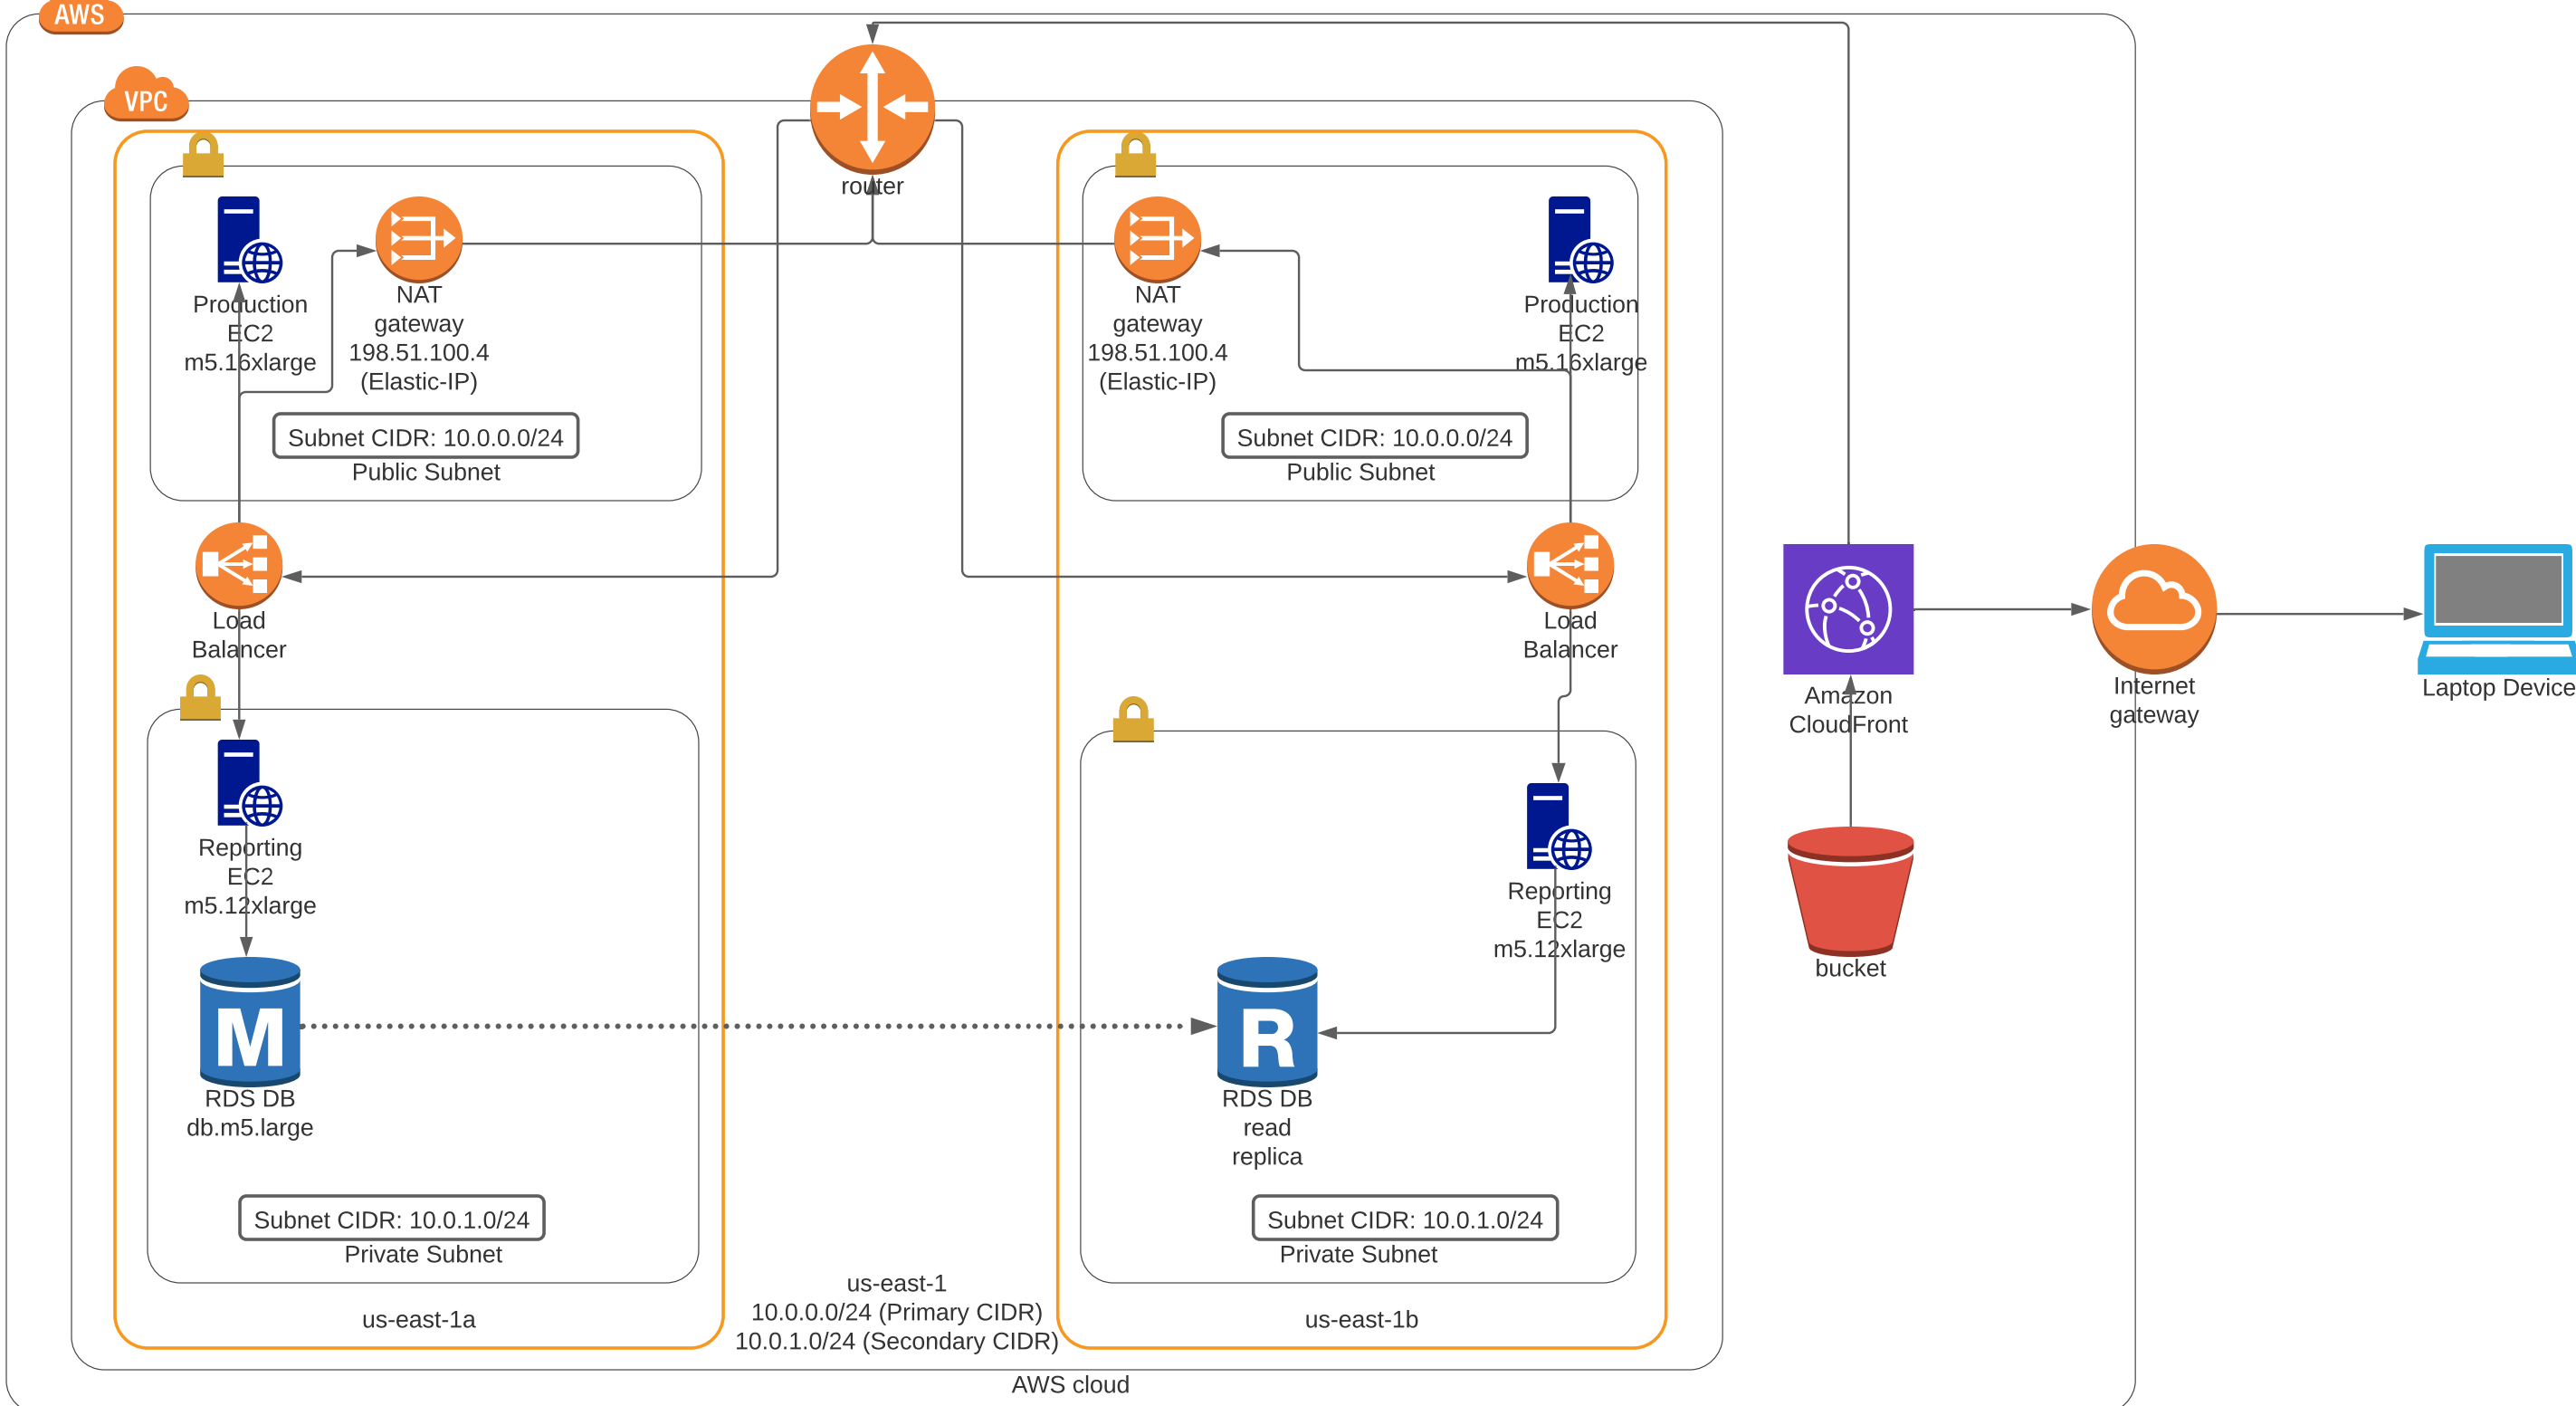 AWS
VPC
router
Production
EC2
m5.16xlarge
NAT
gateway
198.51.100.4
(Elastic-IP)
Subnet CIDR: 10.0.0.0/24
Public Subnet
NAT
gateway
198.51.100.4
(Elastic-IP)
Production
EC2
m5.16xlarge
Subnet CIDR: 10.0.0.0/24
Public Subnet
Load
Balancer
Load
Balancer
Amazon
CloudFront
Internet
gateway
Laptop Device
Reporting
EC2
m5.12xlarge
Reporting
EC2
m5.12xlarge
bucket
M
RDS DB
db.m5.large
R
RDS DB
read
replica
Subnet CIDR: 10.0.1.0/24
Private Subnet
Subnet CIDR: 10.0.1.0/24
Private Subnet
us-east-1a
us-east-1
10.0.0.0/24 (Primary CIDR)
10.0.1.0/24 (Secondary CIDR)
us-east-1b
AWS cloud